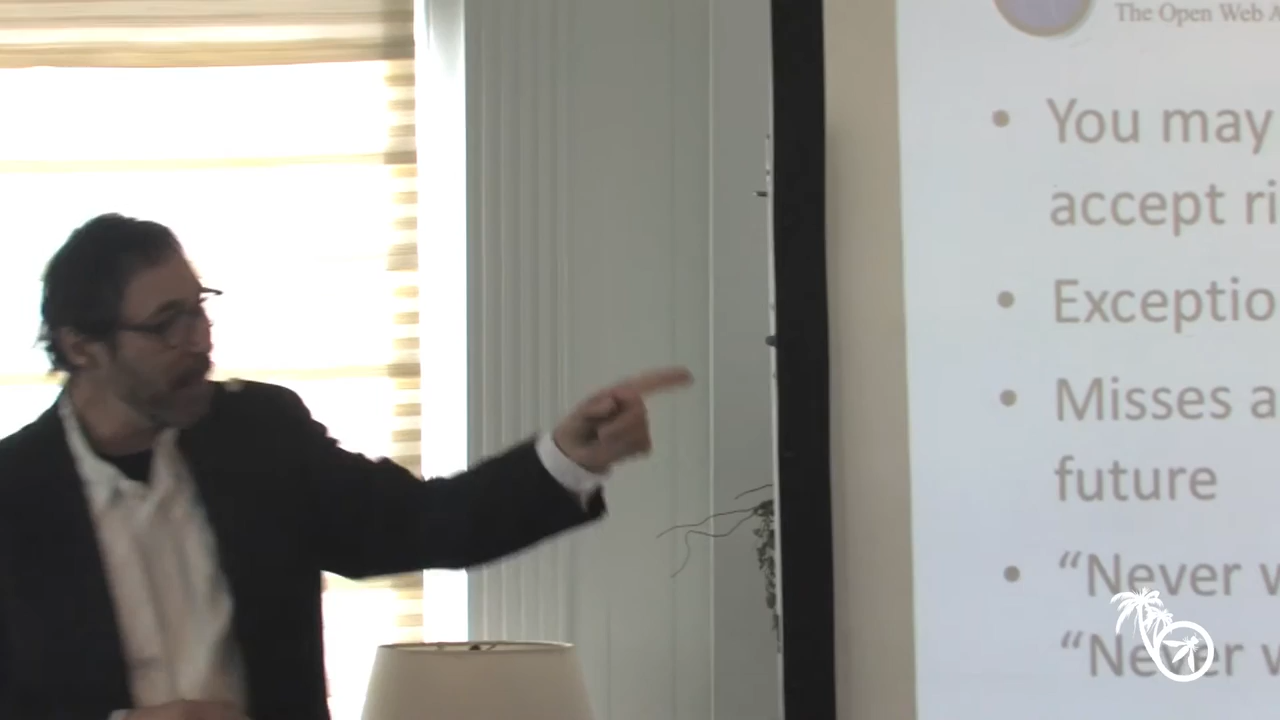 The Open Web
• You may
accept ri
• Exceptio
• Misses a
future
• “Never
“Never